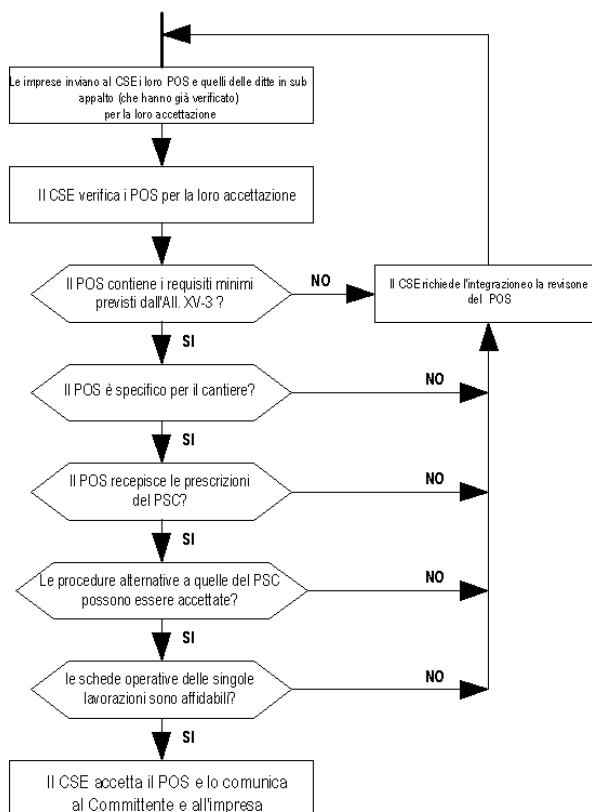 Le imprese inviano al CSE i loro POS e quelli delle ditte in sub
appalto (che hanno già verificato)
per la loro accettazione
Il CSE verifica i POS per la loro accettazione
Il POS contiene i requisiti minimi
previsti dall'All. XV-3 ?
NO
Il CSE richiede l'integrazioneo la revisone
del POS
SI
Il POS è specifico per il cantiere?
NO
SI
Il POS recepisce le prescrizioni
del PSC?
NO
SI
Le procedure alternative a quelle del PSC
possono essere accettate?
NO
SI
le schede operative delle singole
lavorazioni sono affidabili?
NO
SI
Il CSE accetta il POS e lo comunica
al Committente e all'impresa